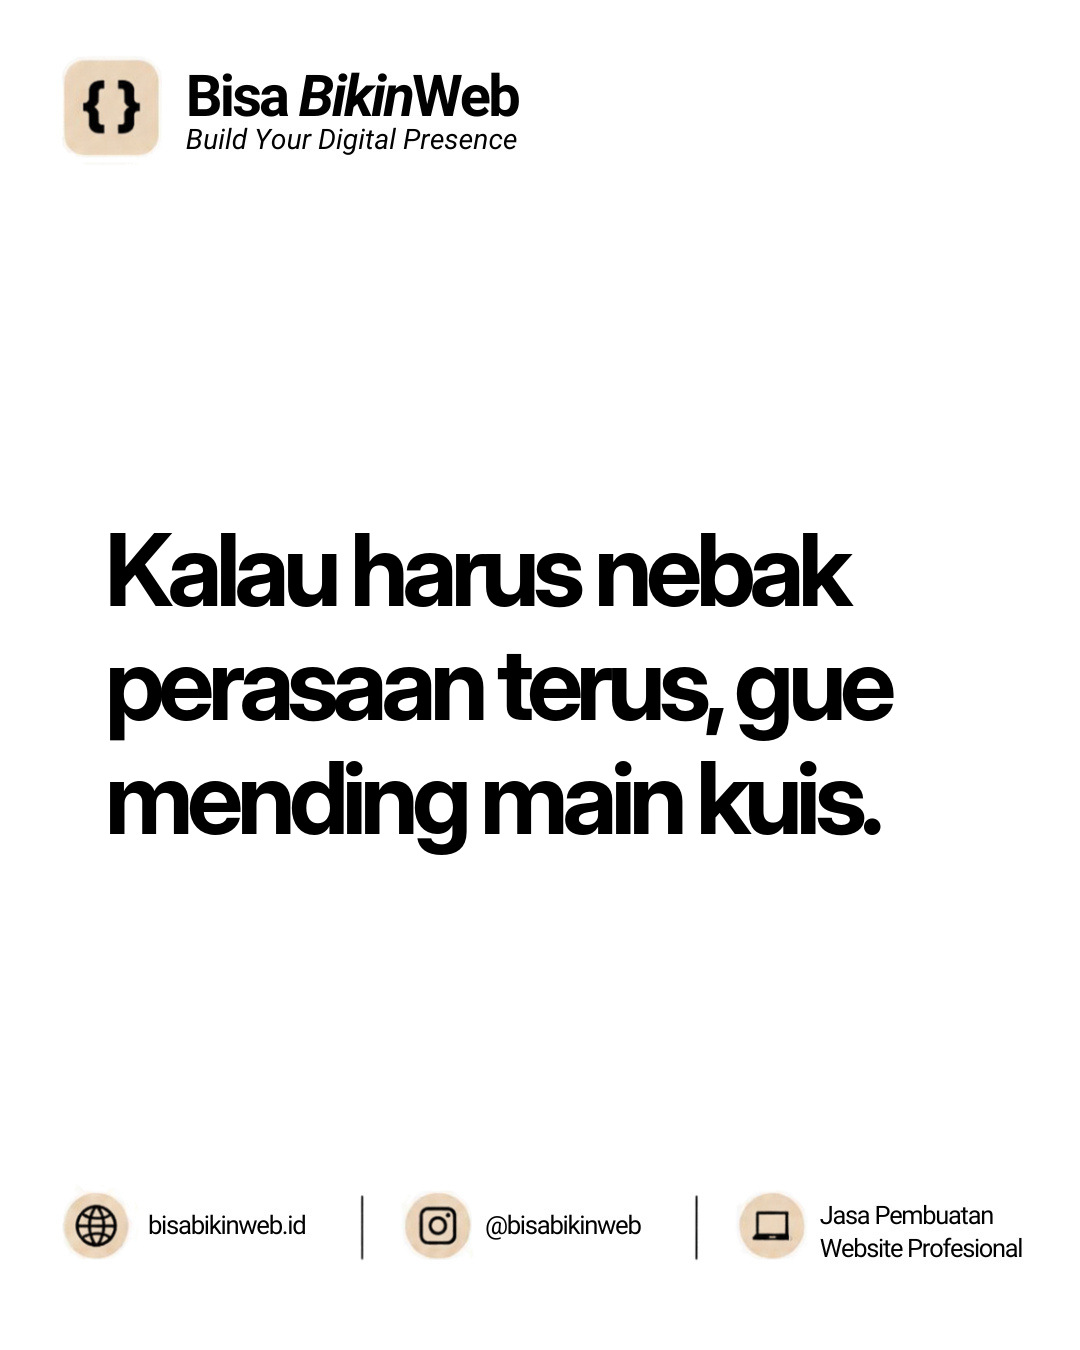 { }
Bisa BikinWeb
Build Your Digital Presence
Kalau harus nebak
perasaan terus, gue
mending main kuis.
bisabikinweb.id
@bisabikinweb
Jasa Pembuatan
Website Profesional